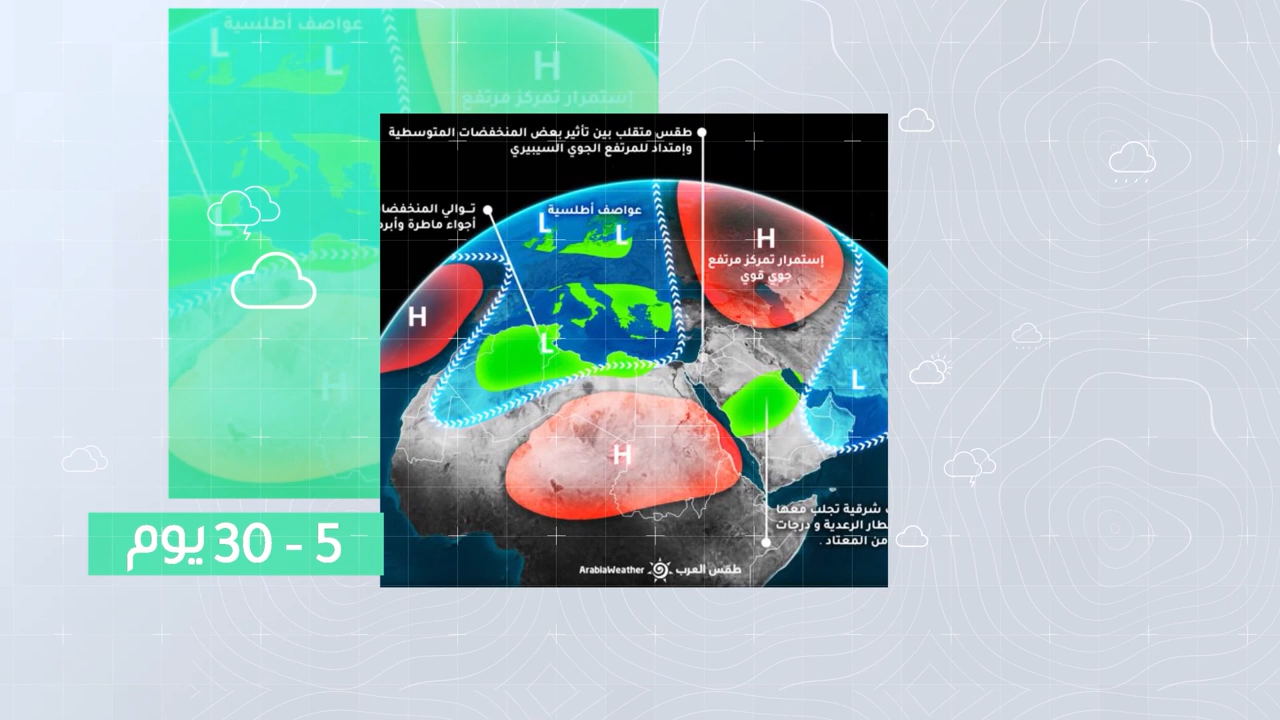 عواصف أطلسية
L
L
H
إستمرار تمركز مرتفع
L
H
طقس متقلب بين تأثير بعض المنخفضات المتوسطية
وإمتداد للمرتفع الجوي السيبيري
تـوالي المنخفضا
أجواء ماطرة وأبرد
عواصف أطلسية
L
L
H
إستمرار تمركز مرتفع
جوي قوي
H
L
L
H
شرقية تجلب معها
طار الرعدية و درجات
من المعتاد .
ArabiaWeather طقس العرب
5 - 30 يوم